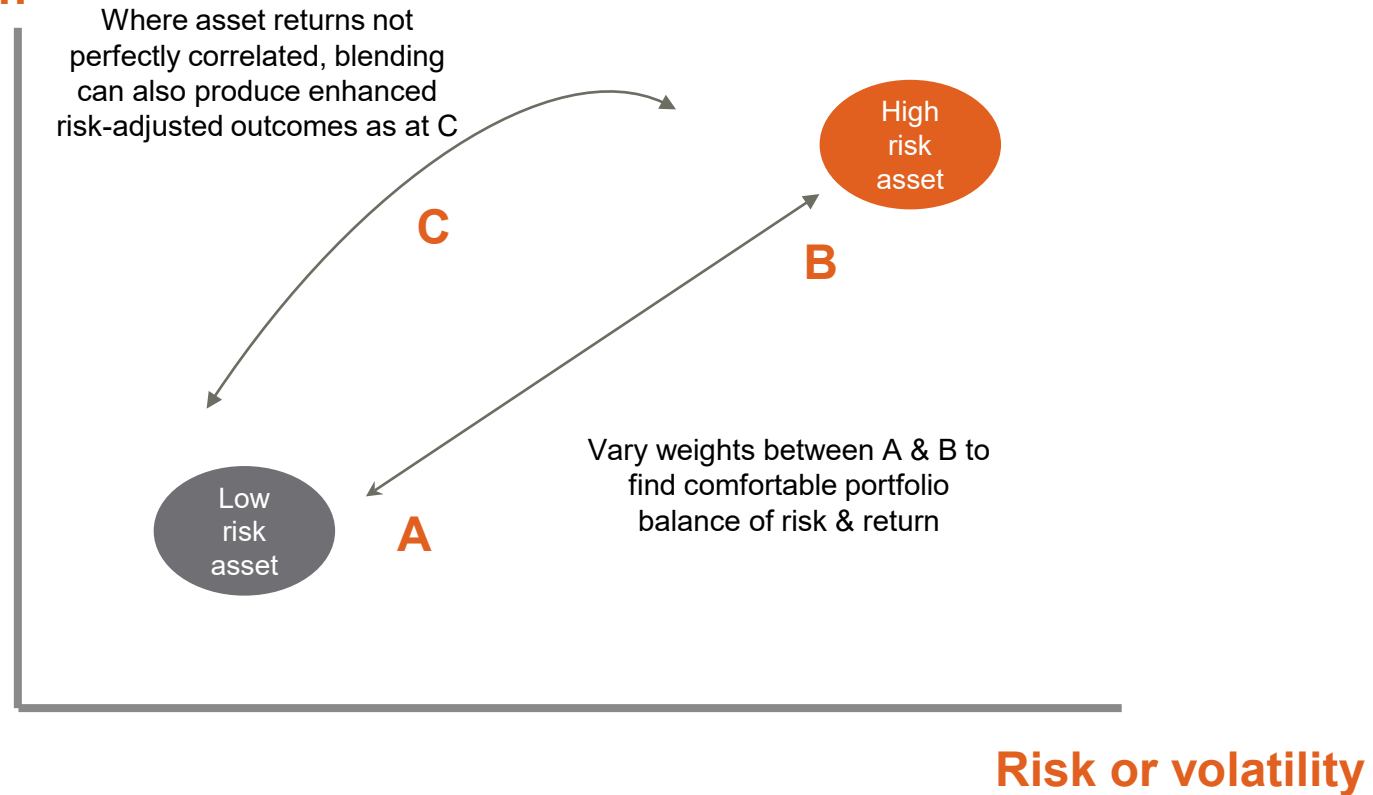 Where asset returns not
perfectly correlated, blending
can also produce enhanced
risk-adjusted outcomes as at C
High
risk
asset
C
B
Vary weights between A & B to
find comfortable portfolio
balance of risk & return
Low
risk
asset
A
Risk or volatility